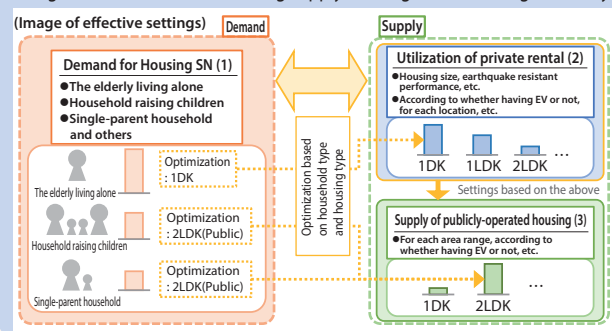 (Image of effective settings)
Demand
Demand for Housing SN (1)
●The elderly living alone
●Household raising children
●Single-parent household
and others
The elderly living alone
Optimization
: 1DK
Household raising children
Optimization
: 2LDK(Public)
Single-parent household
Optimization
: 2LDK(Public)
Optimization based
on household type
and housing type
Supply
Utilization of private rental (2)
●Housing size, earthquake resistant
performance, etc.
●According to whether having EV or not,
for each location, etc.
1DK 1LDK 2LDK ...
Settings based on the above
Supply of publicly-operated housing (3)
●For each area range, according to
whether having EV or not, etc.
1DK 2LDK ...